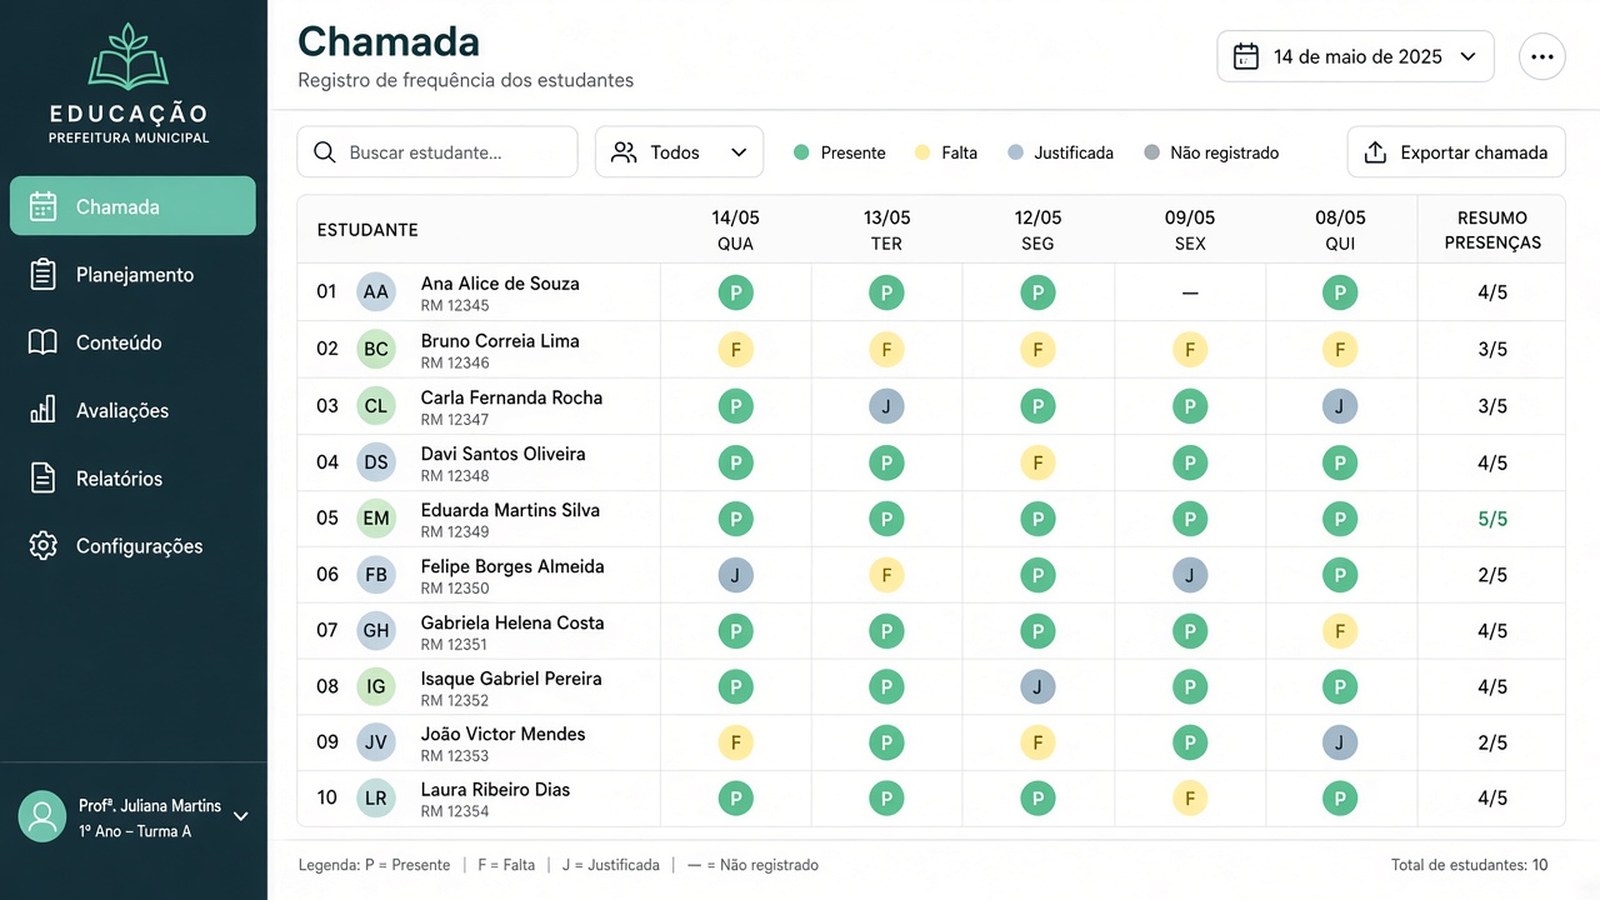 EDUCAÇÃO
PREFEITURA MUNICIPAL
Chamada
Planejamento
Conteúdo
Avaliações
Relatórios
Configurações
Profª. Juliana Martins
1º Ano – Turma A
Chamada
Registro de frequência dos estudantes
14 de maio de 2025
Buscar estudante...
Todos
Presente Falta Justificada Não registrado
Exportar chamada
ESTUDANTE 14/05 QUA 13/05 TER 12/05 SEG 09/05 SEX 08/05 QUI RESUMO PRESENÇAS
01 AA Ana Alice de Souza P P P — P 4/5
RM 12345
02 BC Bruno Correia Lima F F F F F 3/5
RM 12346
03 CL Carla Fernanda Rocha P J P P J 3/5
RM 12347
04 DS Davi Santos Oliveira P P F P P 4/5
RM 12348
05 EM Eduarda Martins Silva P P P P P 5/5
RM 12349
06 FB Felipe Borges Almeida J F P J P 2/5
RM 12350
07 GH Gabriela Helena Costa P P P P F 4/5
RM 12351
08 IG Isaque Gabriel Pereira P P J P P 4/5
RM 12352
09 JV João Victor Mendes F P F P J 2/5
RM 12353
10 LR Laura Ribeiro Dias P P P F P 4/5
RM 12354
Legenda: P = Presente | F = Falta | J = Justificada | — = Não registrado
Total de estudantes: 10